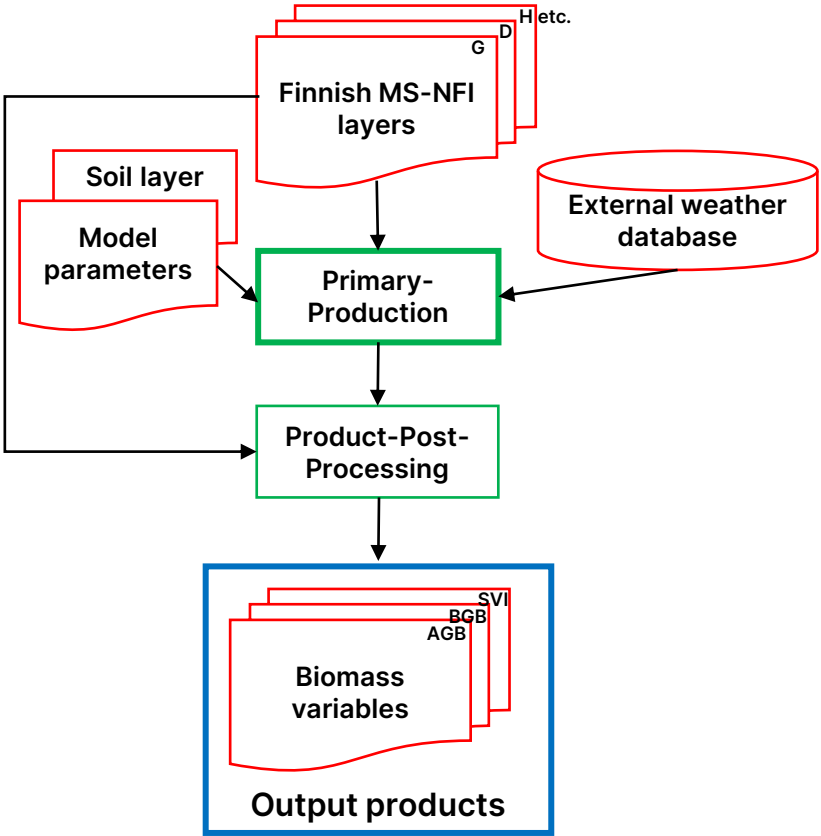 H etc.
D
G
Finnish MS-NFI
layers
Soil layer
Model
parameters
External weather
database
Primary-
Production
Product-Post-
Processing
SVI
BGB
AGB
Biomass
variables
Output products